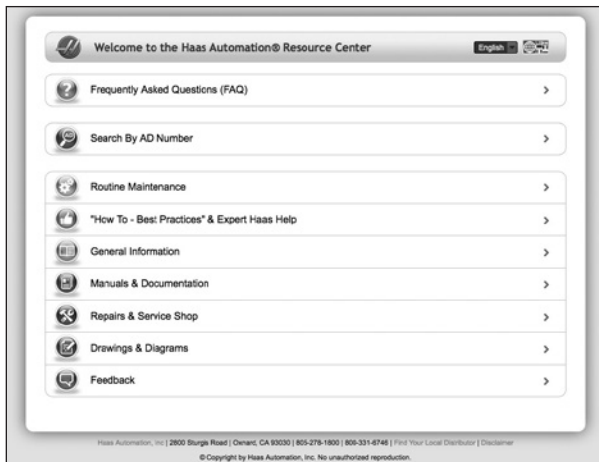 Welcome to the Haas Automation® Resource Center
English
Frequently Asked Questions (FAQ)
Search By AD Number
Routine Maintenance
"How To - Best Practices" & Expert Haas Help
General Information
Manuals & Documentation
Repairs & Service Shop
Drawings & Diagrams
Feedback
Haas Automation, Inc | 2800 Sturgis Road | Oxnard, CA 93030 | 805-278-1800 | 800-331-6746 | Find Your Local Distributor | Disclaimer
© Copyright by Haas Automation, Inc. No unauthorized reproduction.